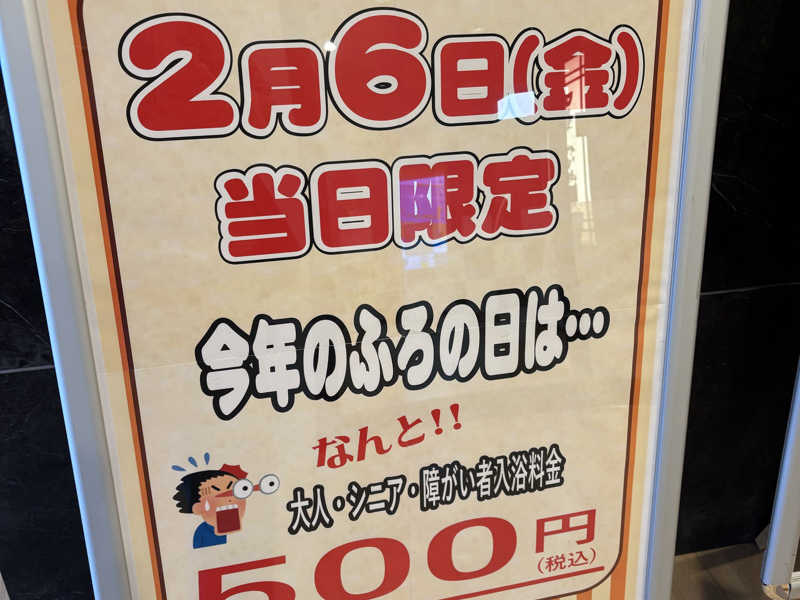 2月6日(金)
当日限定
今年のふろの日は…
なんと!!
大人・シニア・障がい者入浴料金
500円
(税込)